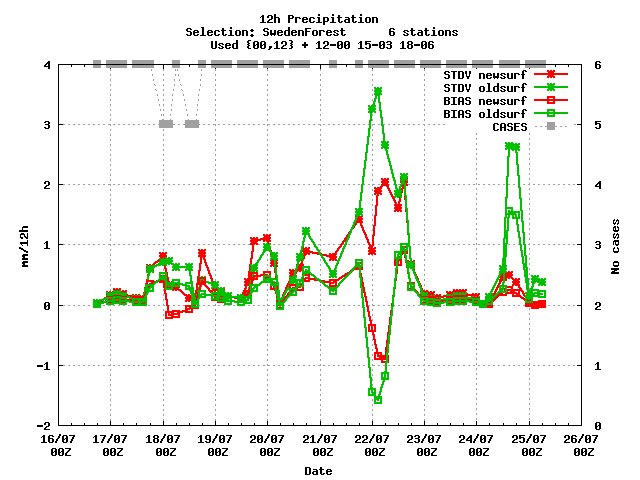 12h Precipitation
Selection: SwedenForest 6 stations
Used {00,12} + 12-00 15-03 18-06
STDV newsurf
STDV oldsurf
BIAS newsurf
BIAS oldsurf
CASES
mm/12h
4
3
2
1
0
-1
-2
No cases
6
5
4
3
2
1
0
16/07 17/07 18/07 19/07 20/07 21/07 22/07 23/07 24/07 25/07 26/07
00Z 00Z 00Z 00Z 00Z 00Z 00Z 00Z 00Z 00Z 00Z
Date